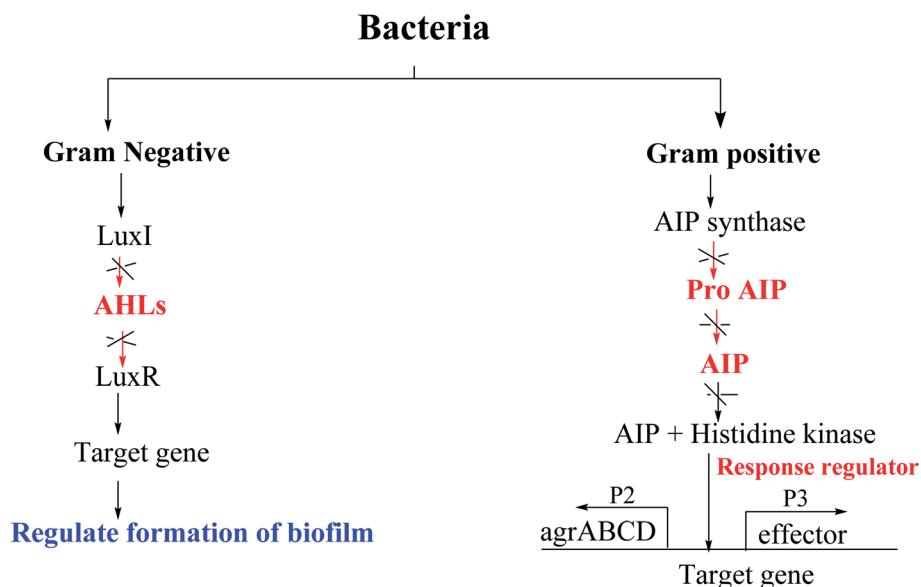 Bacteria
Gram Negative
LuxI
AHLs
LuxR
Target gene
Regulate formation of biofilm
Gram positive
AIP synthase
Pro AIP
AIP
AIP + Histidine kinase
Response regulator
P2
P3
agrABCD
effector
Target gene